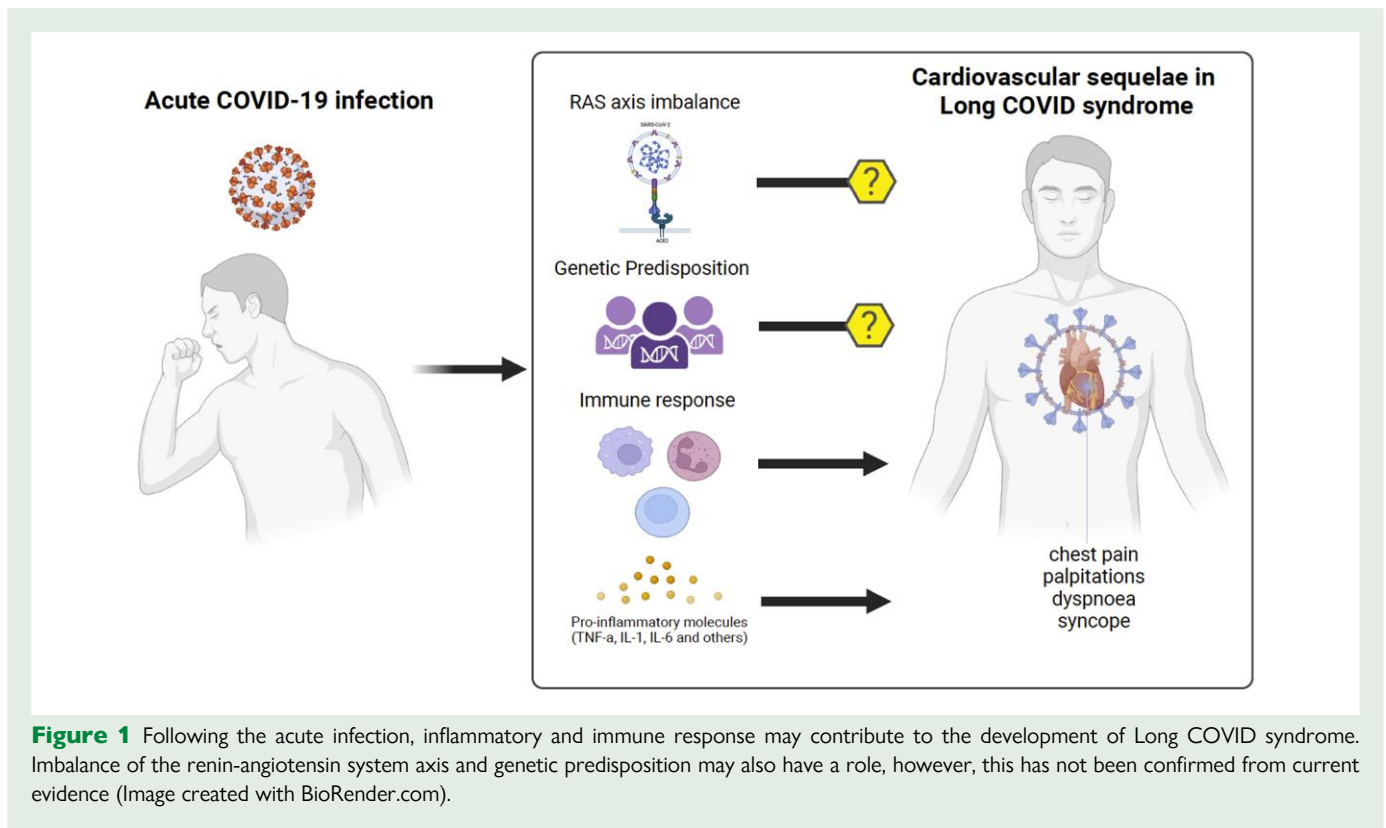 Acute COVID-19 infection
RAS axis imbalance
SARS-CoV-2
ACE2
?
Genetic Predisposition
?
Immune response
Pro-inflammatory molecules
(TNF-a, IL-1, IL-6 and others)
Cardiovascular sequelae in
Long COVID syndrome
chest pain
palpitations
dyspnoea
syncope
Figure 1 Following the acute infection, inflammatory and immune response may contribute to the development of Long COVID syndrome.
Imbalance of the renin-angiotensin system axis and genetic predisposition may also have a role, however, this has not been confirmed from current
evidence (Image created with BioRender.com).